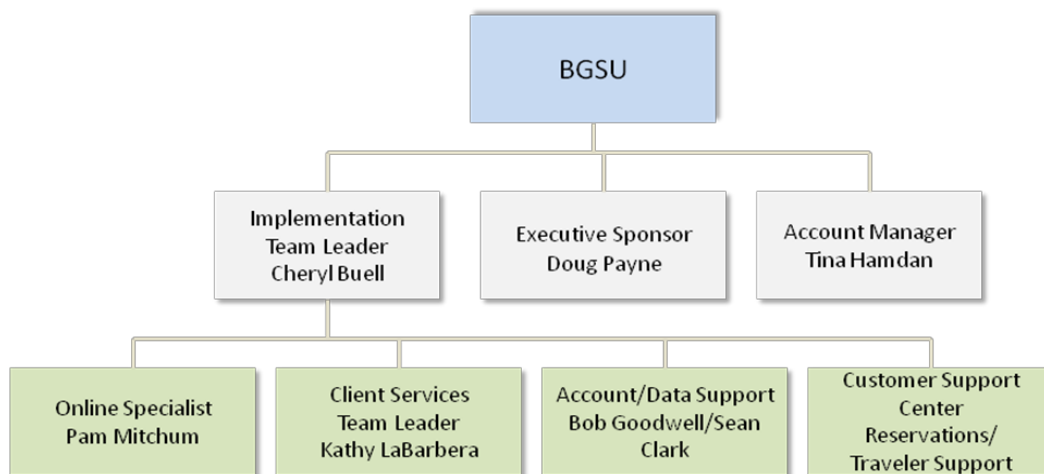 BGSU
Implementation
Team Leader
Cheryl Buell
Executive Sponsor
Doug Payne
Account Manager
Tina Hamdan
Online Specialist
Pam Mitchum
Client Services
Team Leader
Kathy LaBarbera
Account/Data Support
Bob Goodwell/Sean
Clark
Customer Support
Center
Reservations/
Traveler Support